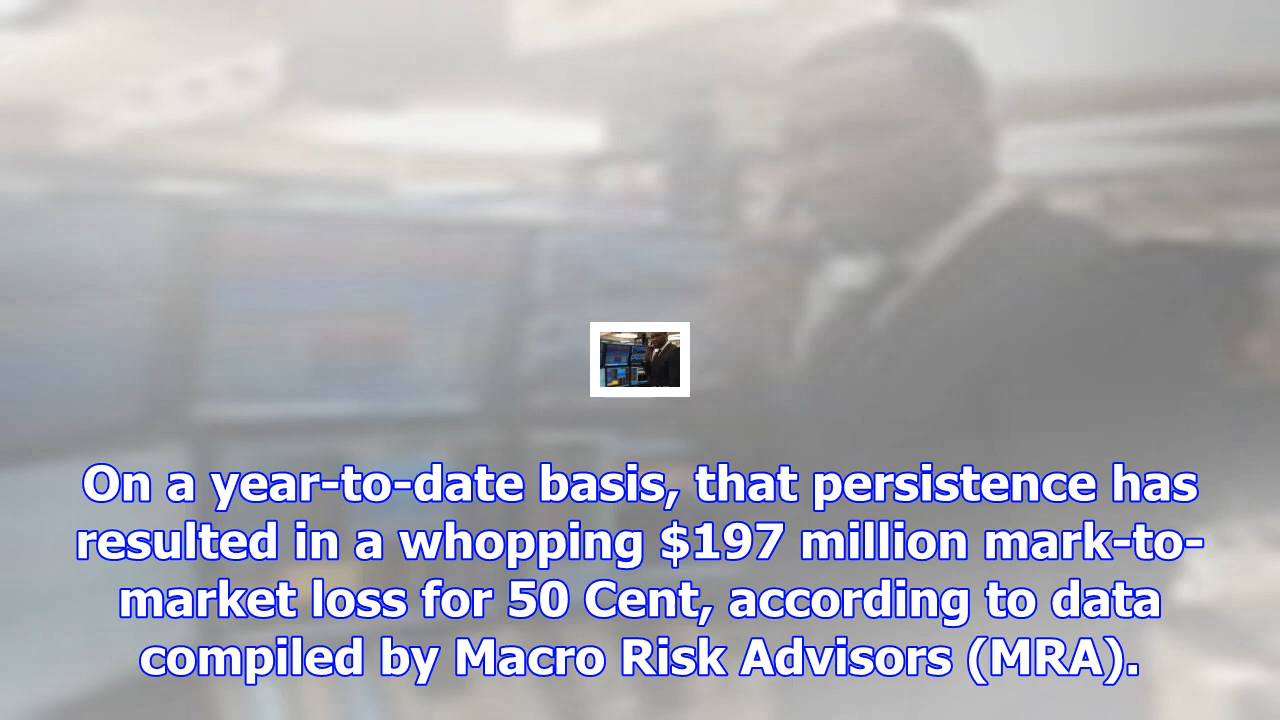 On a year-to-date basis, that persistence has
resulted in a whopping $197 million mark-to-
market loss for 50 Cent, according to data
compiled by Macro Risk Advisors (MRA).